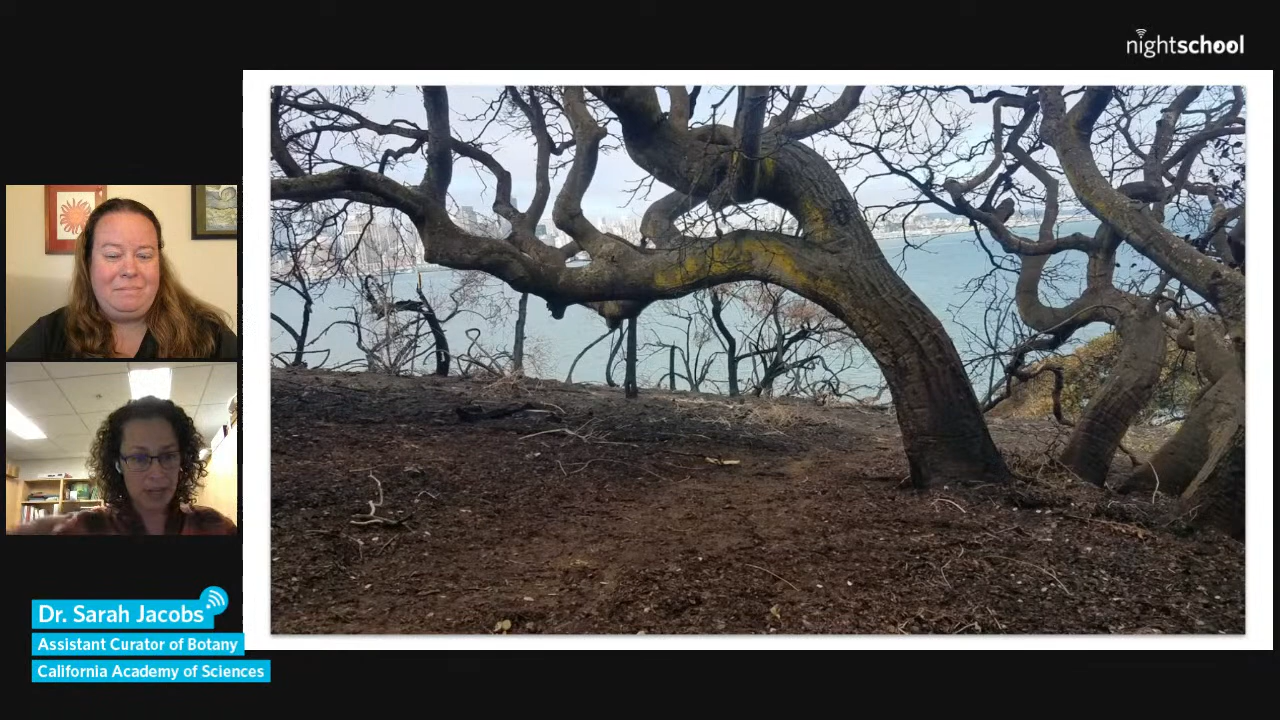 nightschool
Dr. Sarah Jacobs
Assistant Curator of Botany
California Academy of Sciences